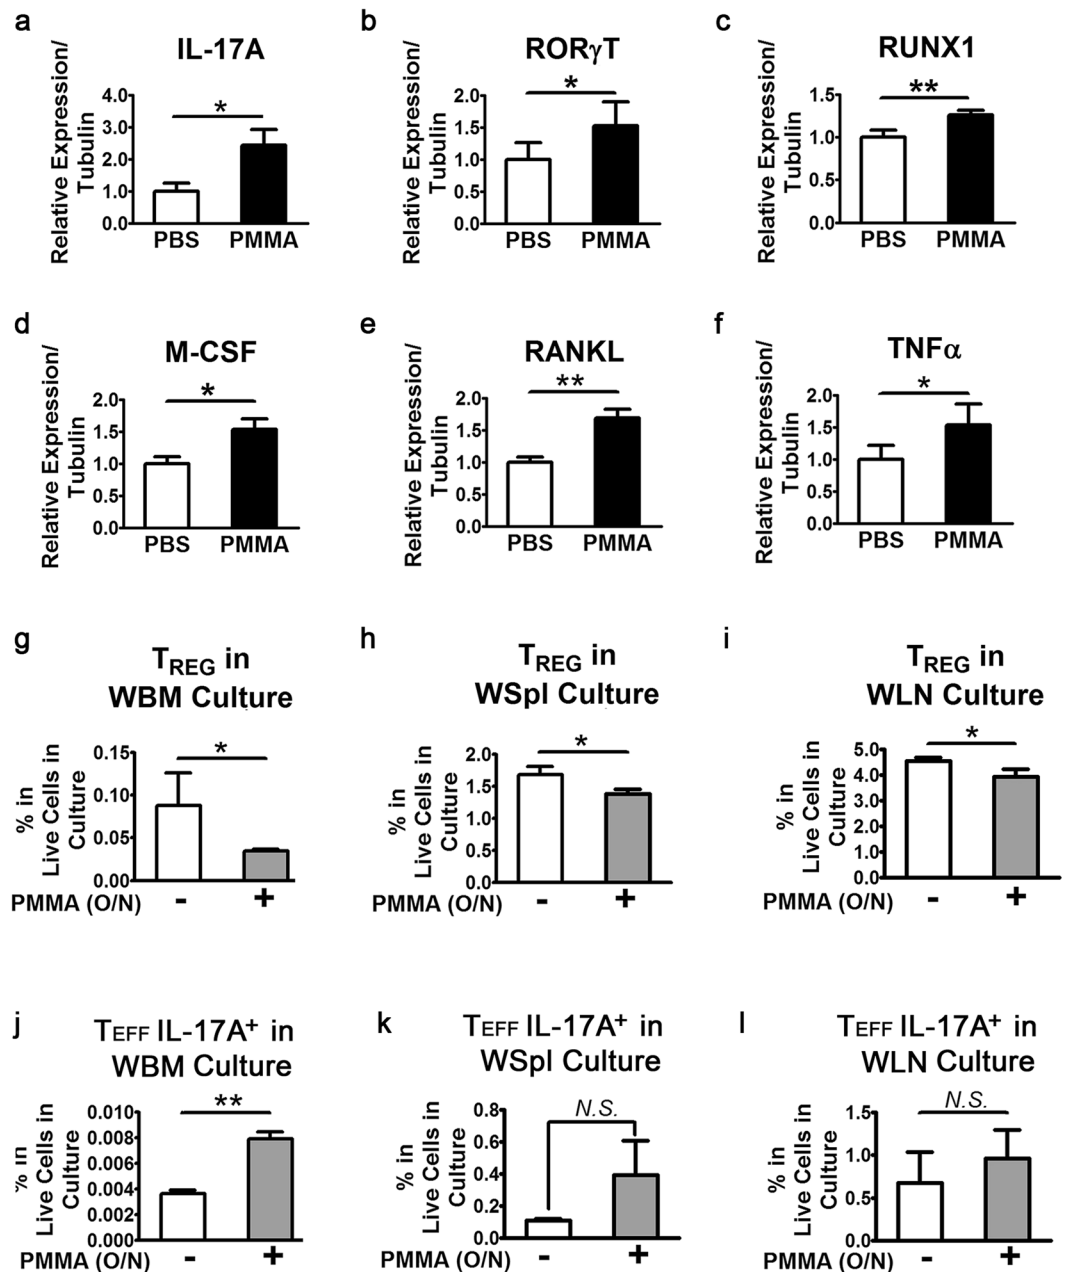 a
IL-17A
Relative Expression/
Tubulin
4.0
3.0
2.0
1.0
0.0
*
PBS PMMA
b
RORγT
Relative Expression/
Tubulin
2.0
1.5
1.0
0.5
0.0
*
PBS PMMA
c
RUNX1
Relative Expression/
Tubulin
1.5
1.0
0.5
0.0
**
PBS PMMA
d
M-CSF
Relative Expression/
Tubulin
2.0
1.5
1.0
0.5
0.0
*
PBS PMMA
e
RANKL
Relative Expression/
Tubulin
2.0
1.5
1.0
0.5
0.0
**
PBS PMMA
f
TNFα
Relative Expression/
Tubulin
2.0
1.5
1.0
0.5
0.0
*
PBS PMMA
g
TREG in
WBM Culture
% in
Live Cells in
Culture
0.15
0.10
0.05
0.00
*
PMMA (O/N) - +
h
TREG in
WSpl Culture
% in
Live Cells in
Culture
2.0
1.5
1.0
0.5
0.0
*
PMMA (O/N) - +
i
TREG in
WLN Culture
% in
Live Cells in
Culture
5.0
4.0
3.0
2.0
1.0
0.0
*
PMMA (O/N) - +
j
TEFF IL-17A+ in
WBM Culture
% in
Live Cells in
Culture
0.010
0.008
0.006
0.004
0.002
0.000
**
PMMA (O/N) - +
k
TEFF IL-17A+ in
WSpl Culture
% in
Live Cells in
Culture
0.8
0.6
0.4
0.2
0.0
N.S.
PMMA (O/N) - +
l
TEFF IL-17A+ in
WLN Culture
% in
Live Cells in
Culture
1.5
1.0
0.5
0.0
N.S.
PMMA (O/N) - +